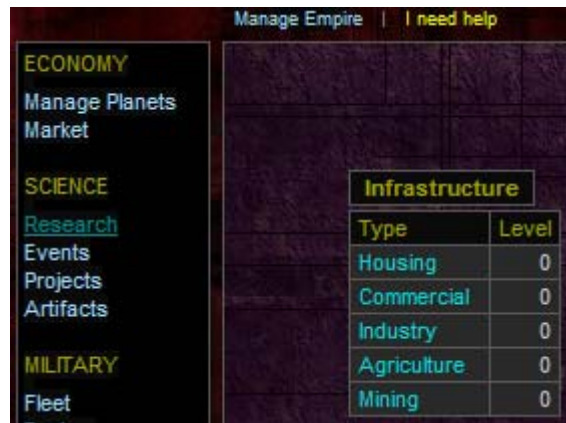 Manage Empire | I need help
ECONOMY
Manage Planets
Market
SCIENCE
Research
Events
Projects
Artifacts
MILITARY
Fleet
Infrastructure
Type Level
Housing 0
Commercial 0
Industry 0
Agriculture 0
Mining 0